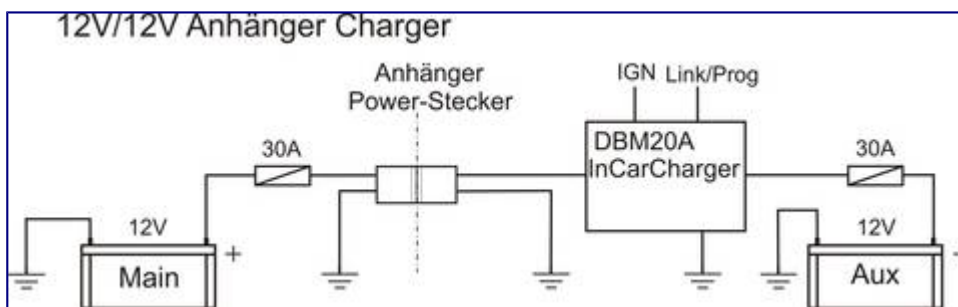 12V/12V Anhänger Charger
Anhänger
Power-Stecker
IGN Link/Prog
30A
DBM20A
InCarCharger
30A
12V
+
Main
12V
Aux